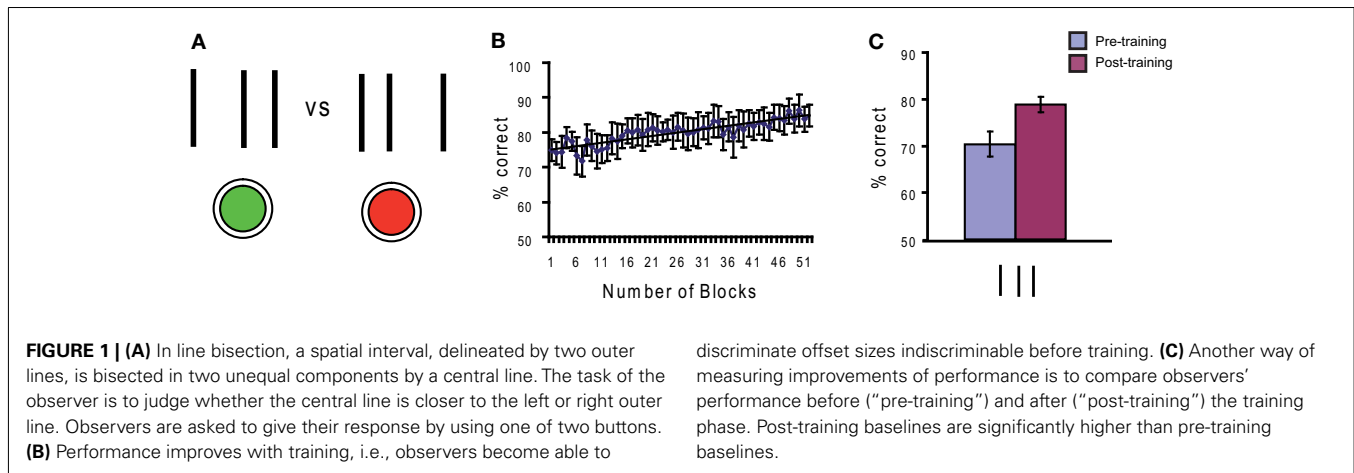 A
VS
B
% correct
100
90
80
70
60
50
1 6 11 16 21 26 31 36 41 46 51
Number of Blocks
C
Pre-training
Post-training
% correct
90
80
70
60
50
FIGURE 1 | (A) In line bisection, a spatial interval, delineated by two outer
lines, is bisected in two unequal components by a central line. The task of the
observer is to judge whether the central line is closer to the left or right outer
line. Observers are asked to give their response by using one of two buttons.
(B) Performance improves with training, i.e., observers become able to
discriminate offset sizes indiscriminable before training. (C) Another way of
measuring improvements of performance is to compare observers'
performance before ("pre-training") and after ("post-training") the training
phase. Post-training baselines are significantly higher than pre-training
baselines.